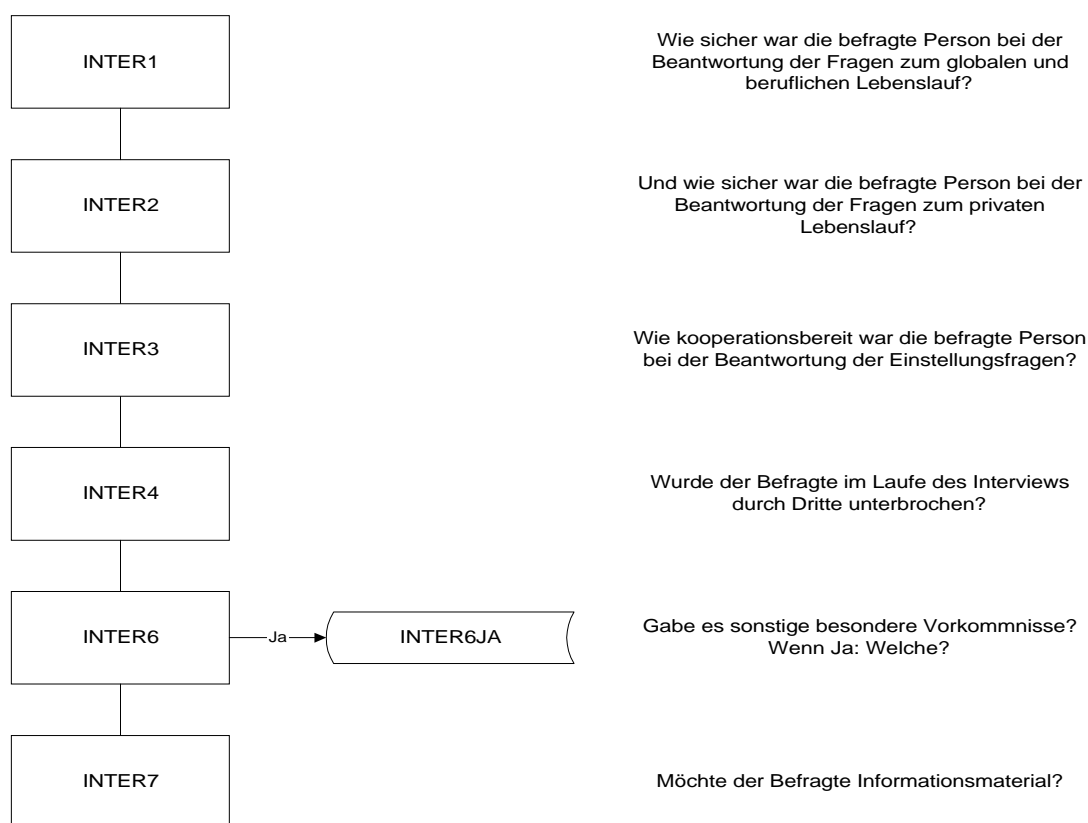 INTER1
Wie sicher war die befragte Person bei der
Beantwortung der Fragen zum globalen und
beruflichen Lebenslauf?
INTER2
Und wie sicher war die befragte Person bei der
Beantwortung der Fragen zum privaten
Lebenslauf?
INTER3
Wie kooperationsbereit war die befragte Person
bei der Beantwortung der Einstellungsfragen?
INTER4
Wurde der Befragte im Laufe des Interviews
durch Dritte unterbrochen?
INTER6
Ja
INTER6JA
Gabe es sonstige besondere Vorkommnisse?
Wenn Ja: Welche?
INTER7
Möchte der Befragte Informationsmaterial?